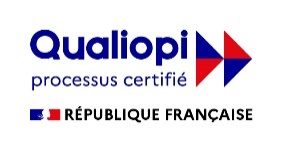 Qualiopi
processus certifié
RÉPUBLIQUE FRANÇAISE